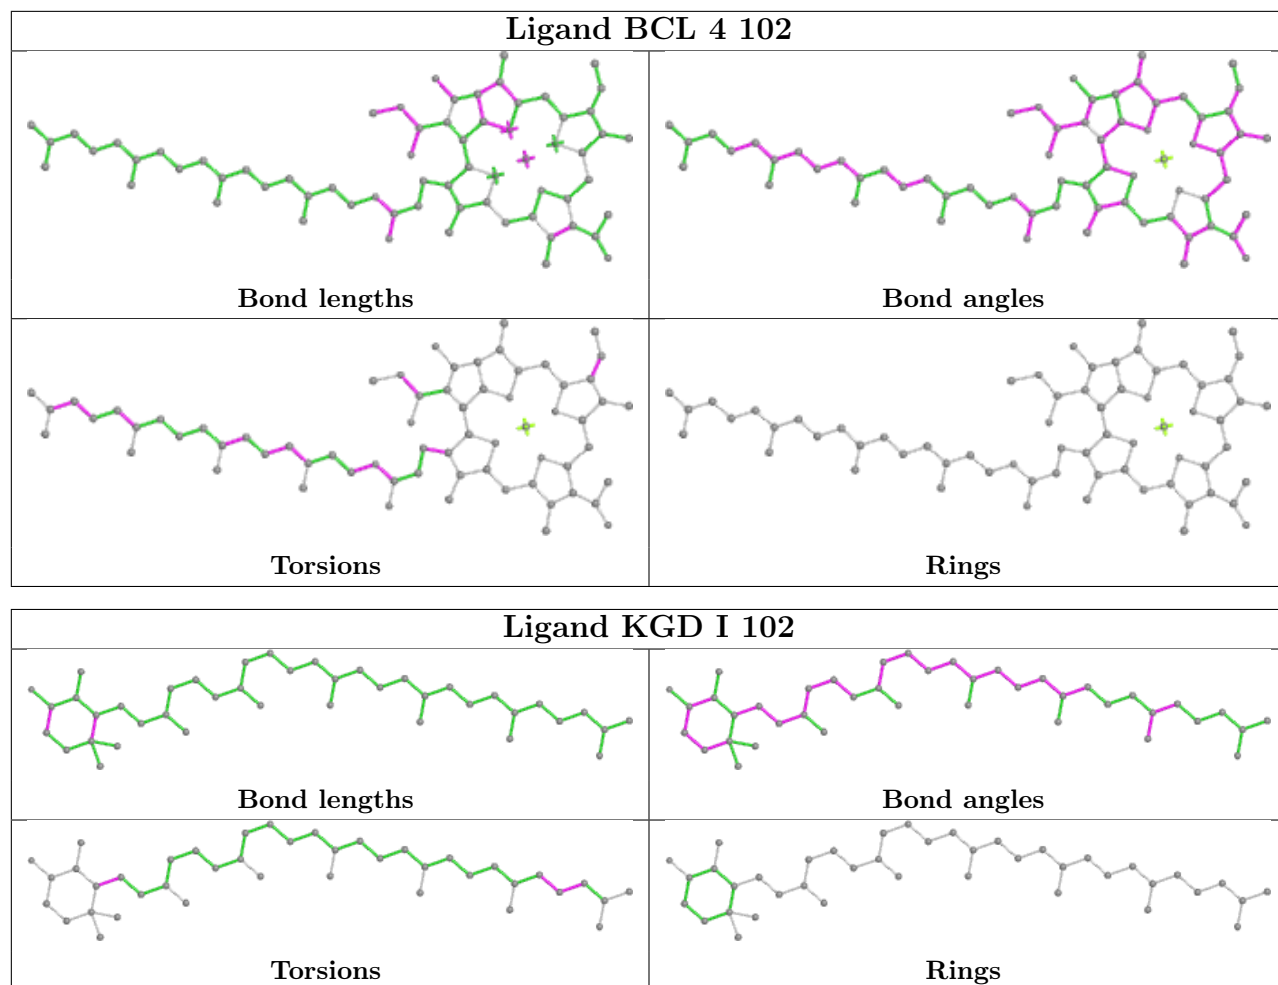 Ligand BCL 4 102
Bond lengths
Bond angles
Torsions
Rings
Ligand KGD I 102
Bond lengths
Bond angles
Torsions
Rings